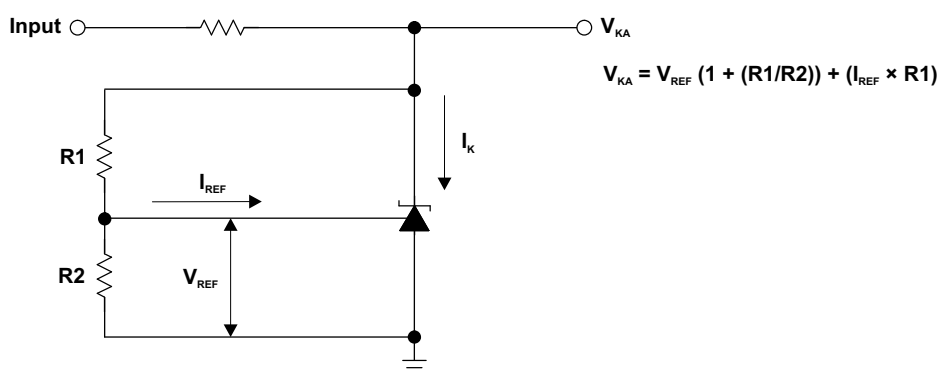 Input
V_KA
V_KA = V_REF (1 + (R1/R2)) + (I_REF × R1)
I_K
R1
I_REF
R2
V_REF